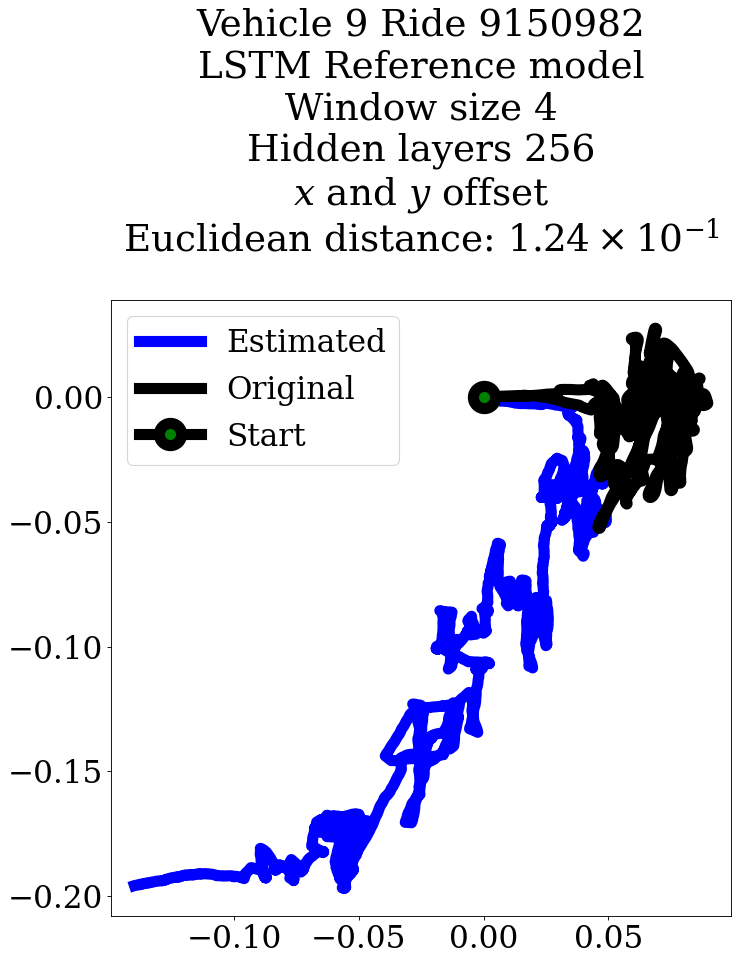 Vehicle 9 Ride 9150982
LSTM Reference model
Window size 4
Hidden layers 256
x and y offset
Euclidean distance: 1.24 × 10⁻¹
Estimated
Original
Start
0.00
−0.05
−0.10
−0.15
−0.20
−0.10 −0.05 0.00 0.05